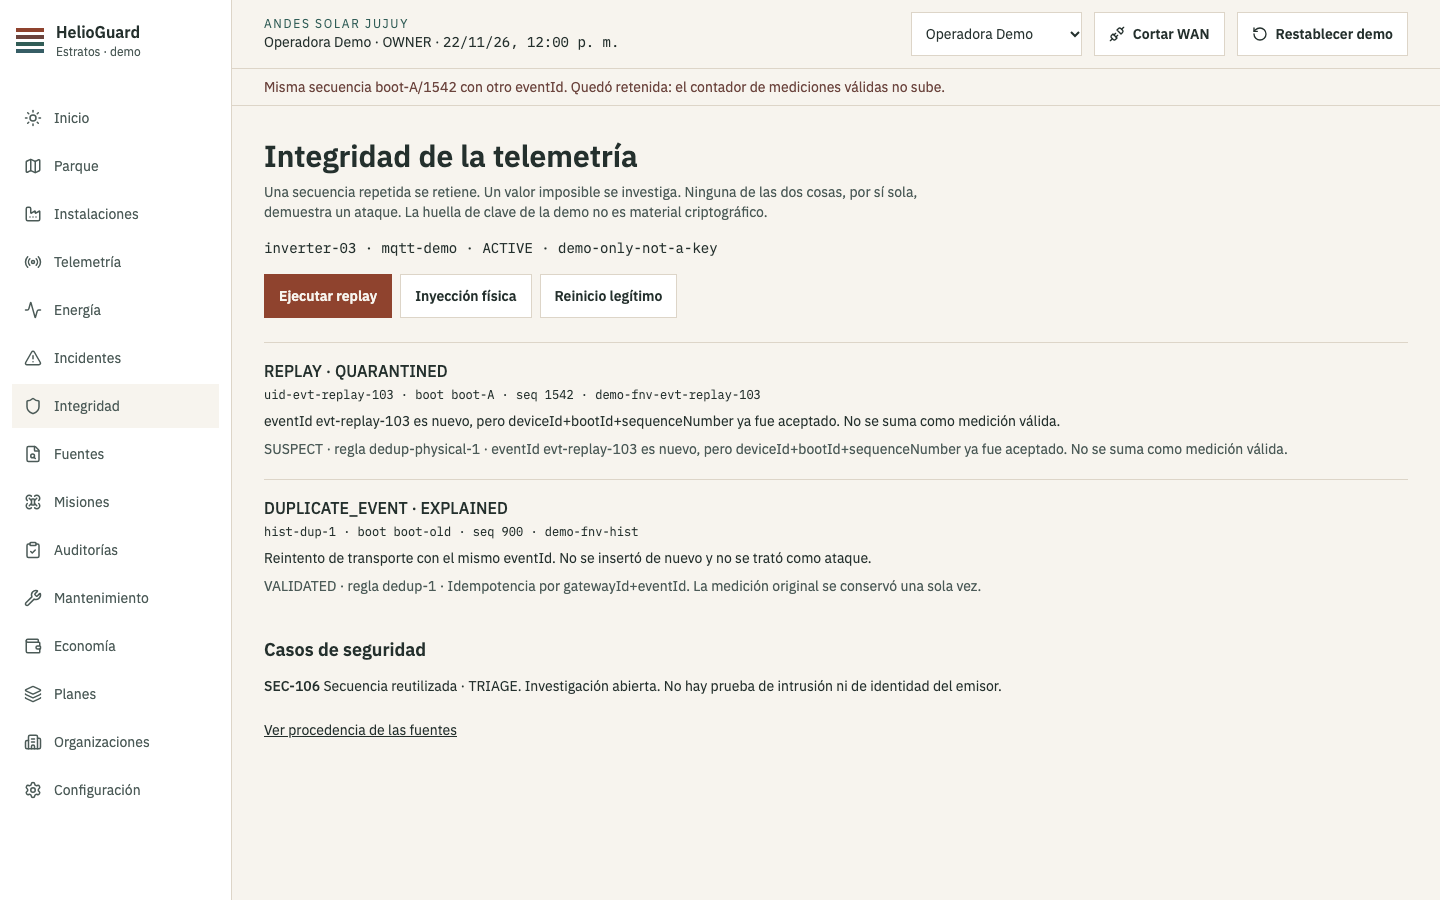 HelioGuard
Estratos · demo
Inicio
Parque
Instalaciones
Telemetría
Energía
Incidentes
Integridad
Fuentes
Misiones
Auditorías
Mantenimiento
Economía
Planes
Organizaciones
Configuración
ANDES SOLAR JUJUY
Operadora Demo · OWNER · 22/11/26, 12:00 p. m.
Operadora Demo
Cortar WAN
Restablecer demo
Misma secuencia boot-A/1542 con otro eventId. Quedó retenida: el contador de mediciones válidas no sube.
Integridad de la telemetría
Una secuencia repetida se retiene. Un valor imposible se investiga. Ninguna de las dos cosas, por sí sola,
demuestra un ataque. La huella de clave de la demo no es material criptográfico.
inverter-03 · mqtt-demo · ACTIVE · demo-only-not-a-key
Ejecutar replay
Inyección física
Reinicio legítimo
REPLAY · QUARANTINED
uid-evt-replay-103 · boot boot-A · seq 1542 · demo-fnv-evt-replay-103
eventId evt-replay-103 es nuevo, pero deviceId+bootId+sequenceNumber ya fue aceptado. No se suma como medición válida.
SUSPECT · regla dedup-physical-1 · eventId evt-replay-103 es nuevo, pero deviceId+bootId+sequenceNumber ya fue aceptado. No se suma como medición válida.
DUPLICATE_EVENT · EXPLAINED
hist-dup-1 · boot boot-old · seq 900 · demo-fnv-hist
Reintento de transporte con el mismo eventId. No se insertó de nuevo y no se trató como ataque.
VALIDATED · regla dedup-1 · Idempotencia por gatewayId+eventId. La medición original se conservó una sola vez.
Casos de seguridad
SEC-106 Secuencia reutilizada · TRIAGE. Investigación abierta. No hay prueba de intrusión ni de identidad del emisor.
Ver procedencia de las fuentes